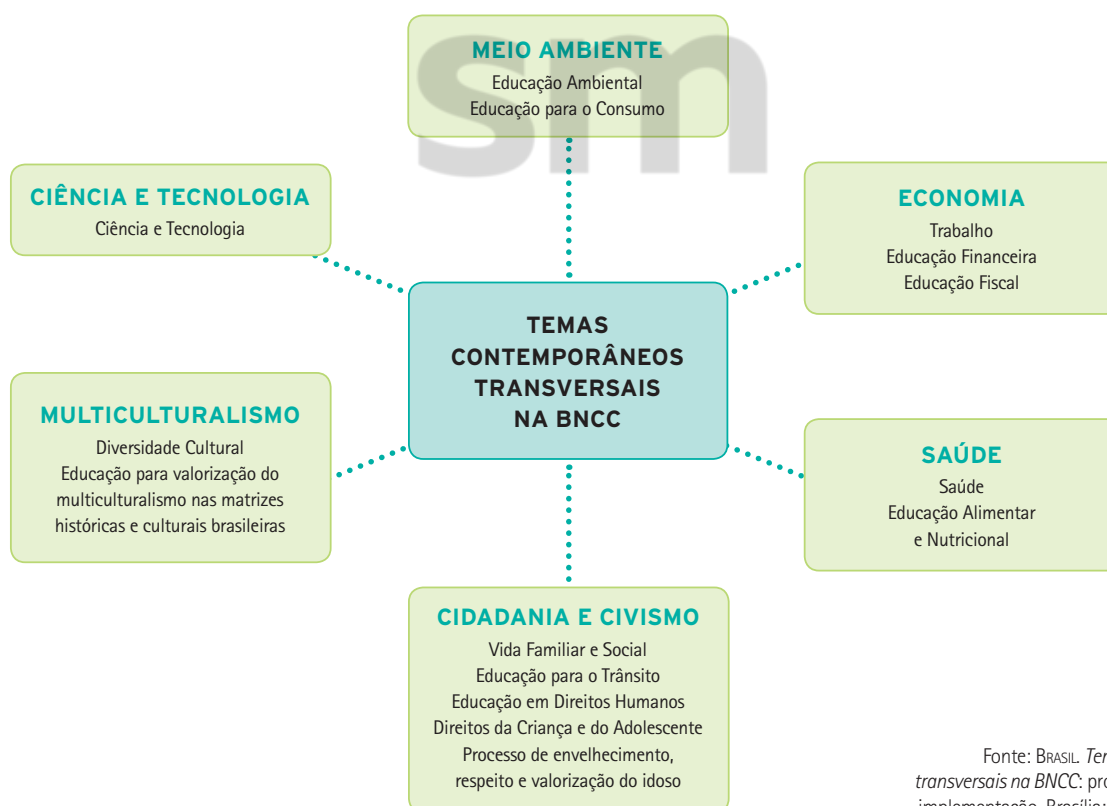 sm
MEIO AMBIENTE
Educação Ambiental
Educação para o Consumo
CIÊNCIA E TECNOLOGIA
Ciência e Tecnologia
ECONOMIA
Trabalho
Educação Financeira
Educação Fiscal
TEMAS
CONTEMPORÂNEOS
TRANSVERSAIS
NA BNCC
MULTICULTURALISMO
Diversidade Cultural
Educação para valorização do
multiculturalismo nas matrizes
históricas e culturais brasileiras
SAÚDE
Saúde
Educação Alimentar
e Nutricional
CIDADANIA E CIVISMO
Vida Familiar e Social
Educação para o Trânsito
Educação em Direitos Humanos
Direitos da Criança e do Adolescente
Processo de envelhecimento,
respeito e valorização do idoso
Fonte: BRASIL.
transversais na BNCC:
implementação. Brasília: